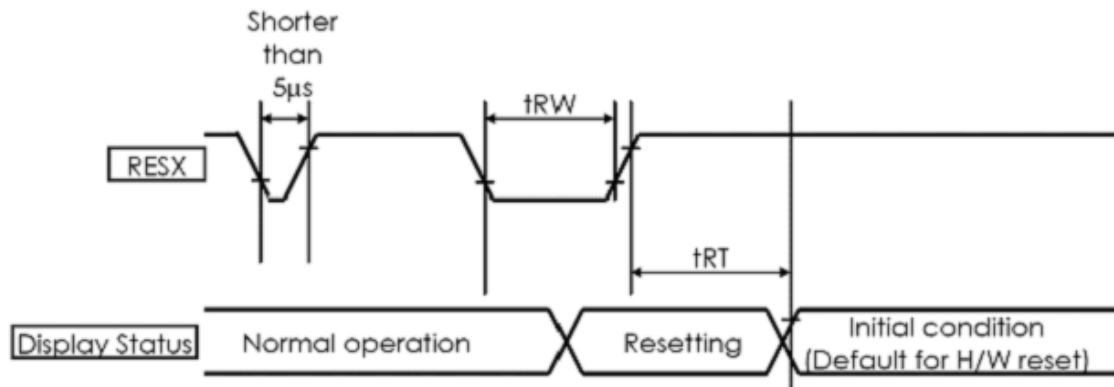 Shorter
than
5µs
tRW
RESX
tRT
Display Status
Normal operation
Resetting
Initial condition
(Default for H/W reset)